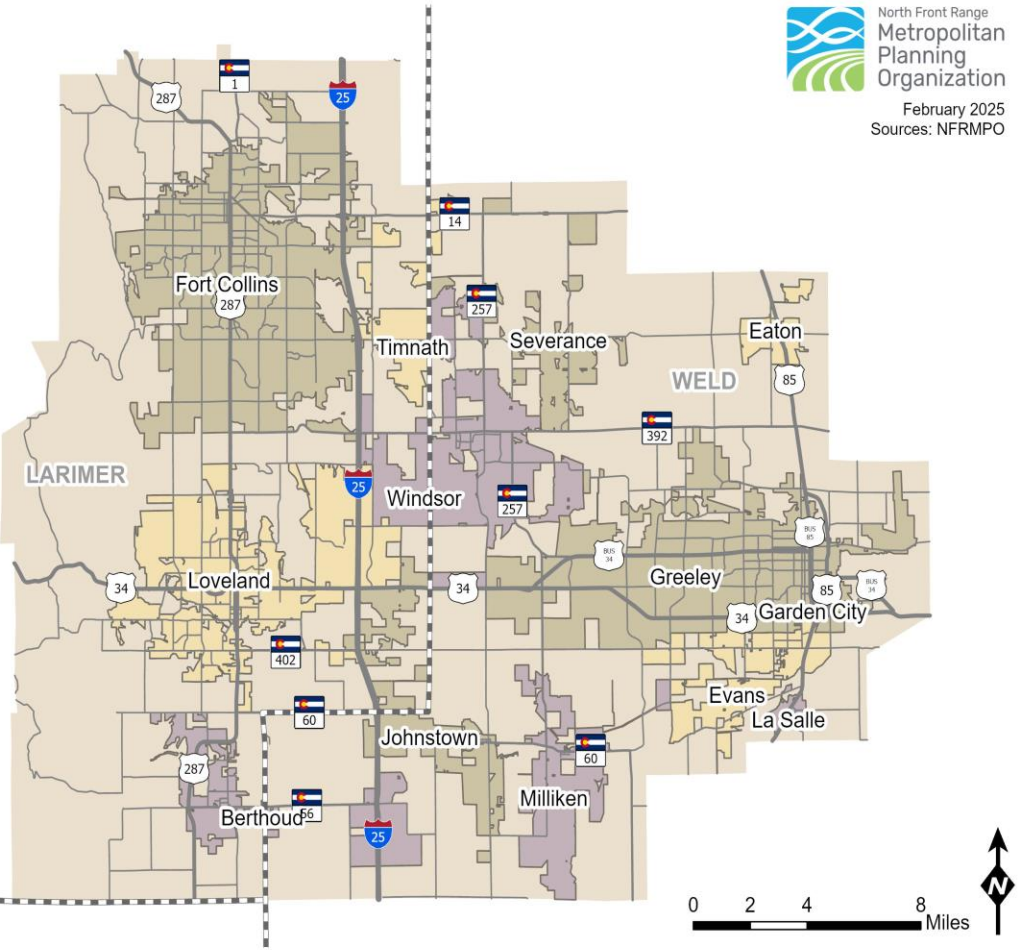 North Front Range
Metropolitan
Planning
Organization
February 2025
Sources: NFRMPO
287
1
25
14
Fort Collins
287
257
Timnath
Severance
Eaton
WELD
85
392
LARIMER
25
Windsor
257
BUS
85
BUS
34
34
Loveland
34
Greeley
85
BUS
34
34
Garden City
402
Evans
60
La Salle
Johnstown
60
287
Milliken
Berthoud
56
25
N
0 2 4 8
Miles